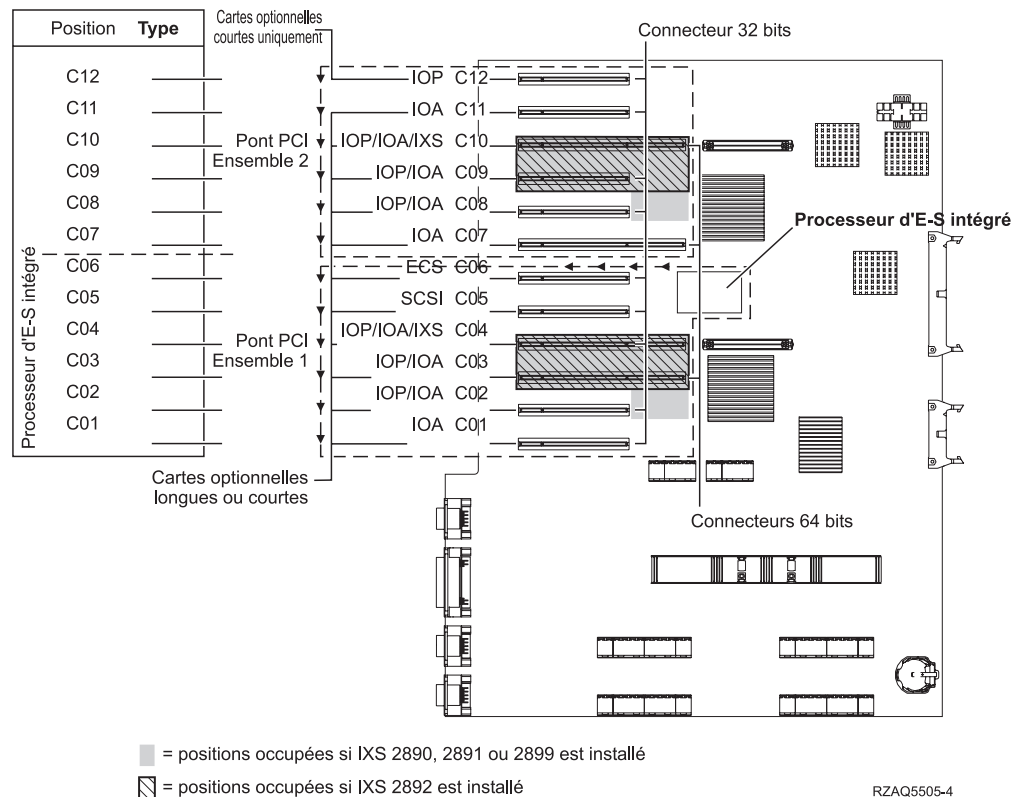 Position Type
C12
C11
C10
C09
C08
C07
C06
C05
C04
C03
C02
C01
Processeur d'E-S intégré
Cartes optionnelles
courtes uniquement
Pont PCI
Ensemble 2
Pont PCI
Ensemble 1
Cartes optionnelles
longues ou courtes
IOP C12
IOA C11
IOP/IOA/IXS C10
IOP/IOA C09
IOP/IOA C08
IOA C07
ECS C06
SCSI C05
IOP/IOA/IXS C04
IOP/IOA C03
IOP/IOA C02
IOA C01
Connecteur 32 bits
Processeur d'E-S intégré
Connecteurs 64 bits
= positions occupées si IXS 2890, 2891 ou 2899 est installé
= positions occupées si IXS 2892 est installé
RZAQ5505-4